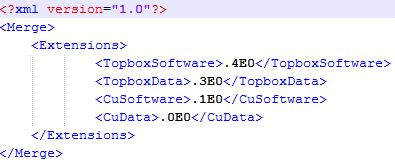 <?xml version="1.0"?>
<Merge>
    <Extensions>
            <TopboxSoftware>.4E0</TopboxSoftware>
            <TopboxData>.3E0</TopboxData>
            <CuSoftware>.1E0</CuSoftware>
            <CuData>.0E0</CuData>
    </Extensions>
</Merge>